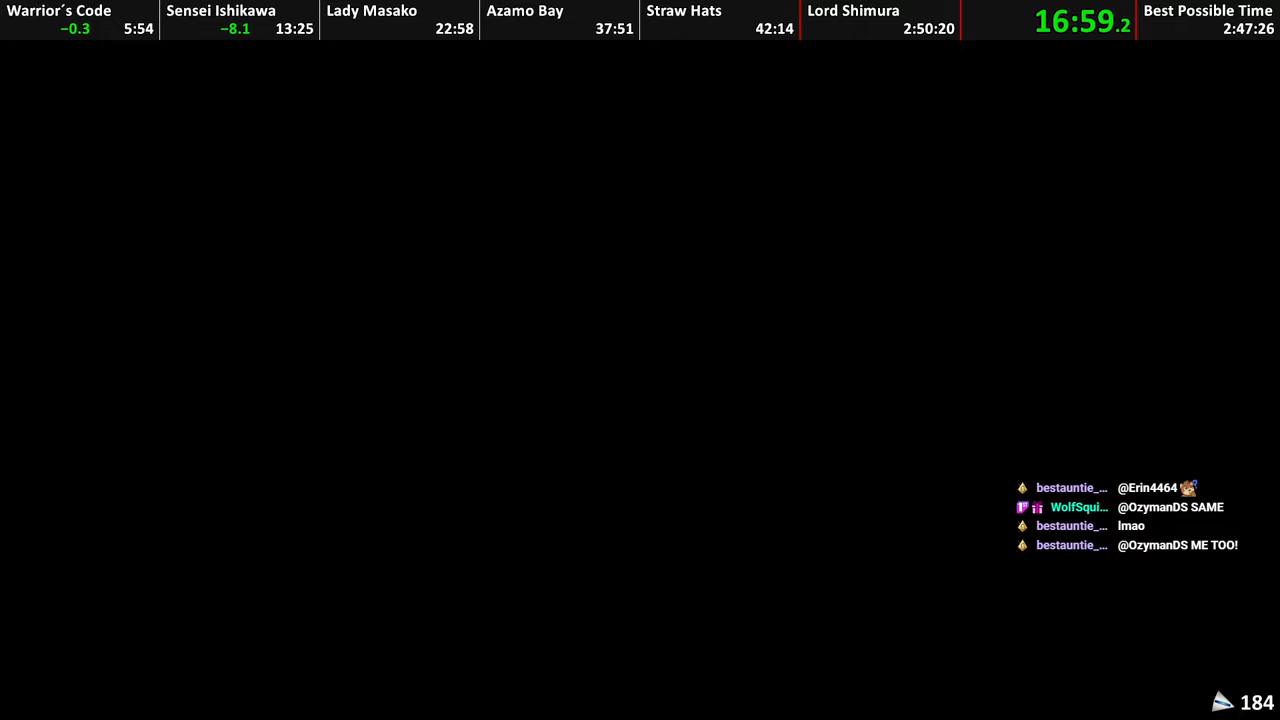 Warrior´s Code
−0.3 5:54
Sensei Ishikawa
−8.1 13:25
Lady Masako
22:58
Azamo Bay
37:51
Straw Hats
42:14
Lord Shimura
2:50:20
16:59.2
Best Possible Time
2:47:26
bestauntie_... @Erin4464
WolfSqui... @OzymanDS SAME
bestauntie_... lmao
bestauntie_... @OzymanDS ME TOO!
184